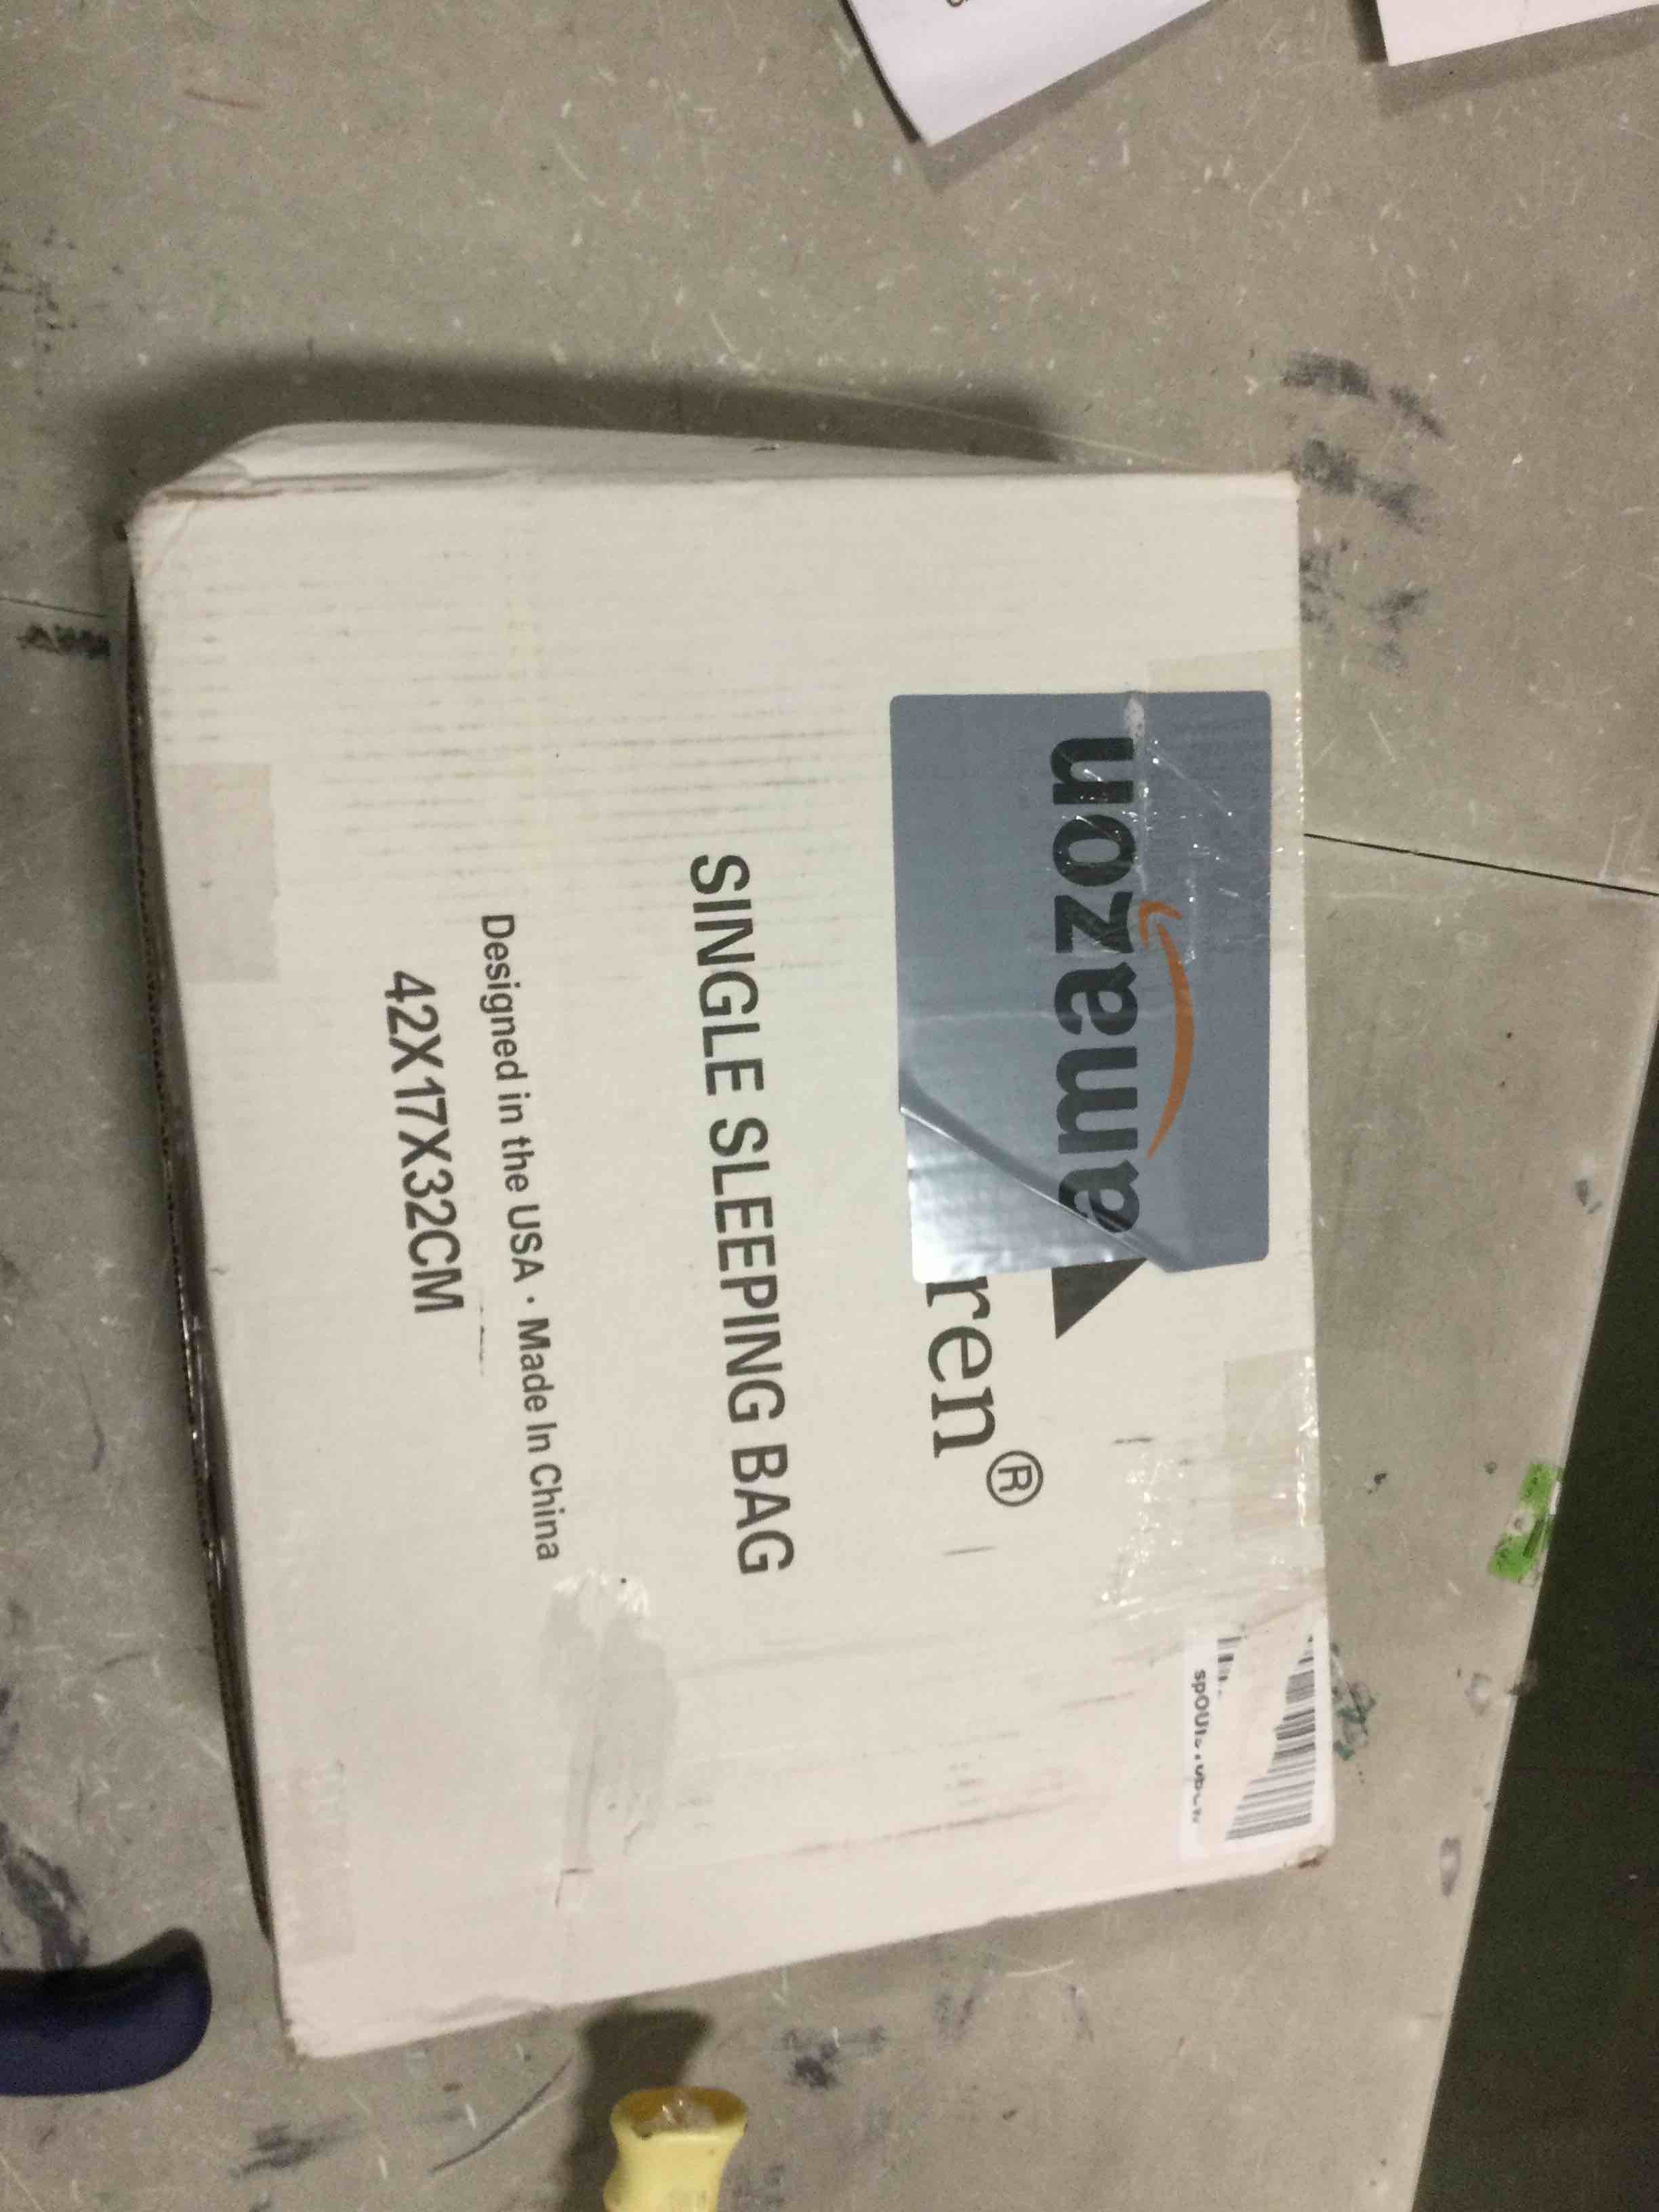 amazon
ren®
SINGLE SLEEPING BAG
Designed in the USA · Made In China
42X17X32CM